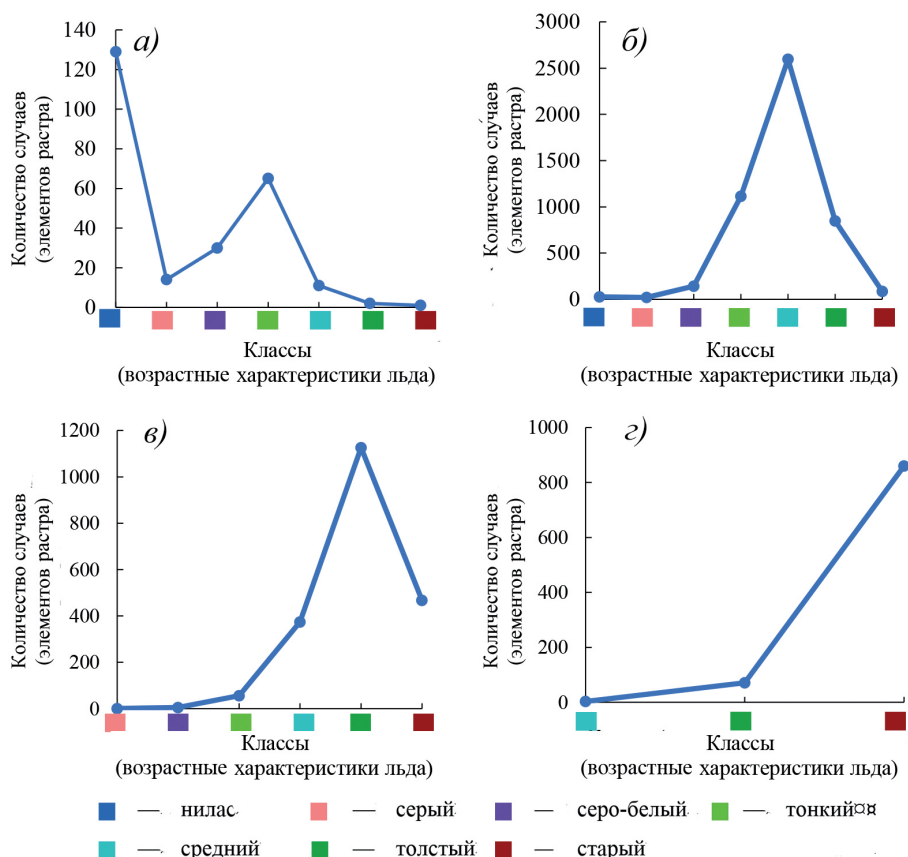 а)
Количество случаев
(элементов растра)
140
120
100
80
60
40
20
0
Классы
(возрастные характеристики льда)
б)
Количество случаев
(элементов растра)
3000
2500
2000
1500
1000
500
0
Классы
(возрастные характеристики льда)
в)
Количество случаев
(элементов растра)
1200
1000
800
600
400
200
0
Классы
(возрастные характеристики льда)
г)
Количество случаев
(элементов растра)
1000
800
600
400
200
0
Классы
(возрастные характеристики льда)
— нилас — серый — серо-белый — тонкий¤¤
— средний — толстый — старый